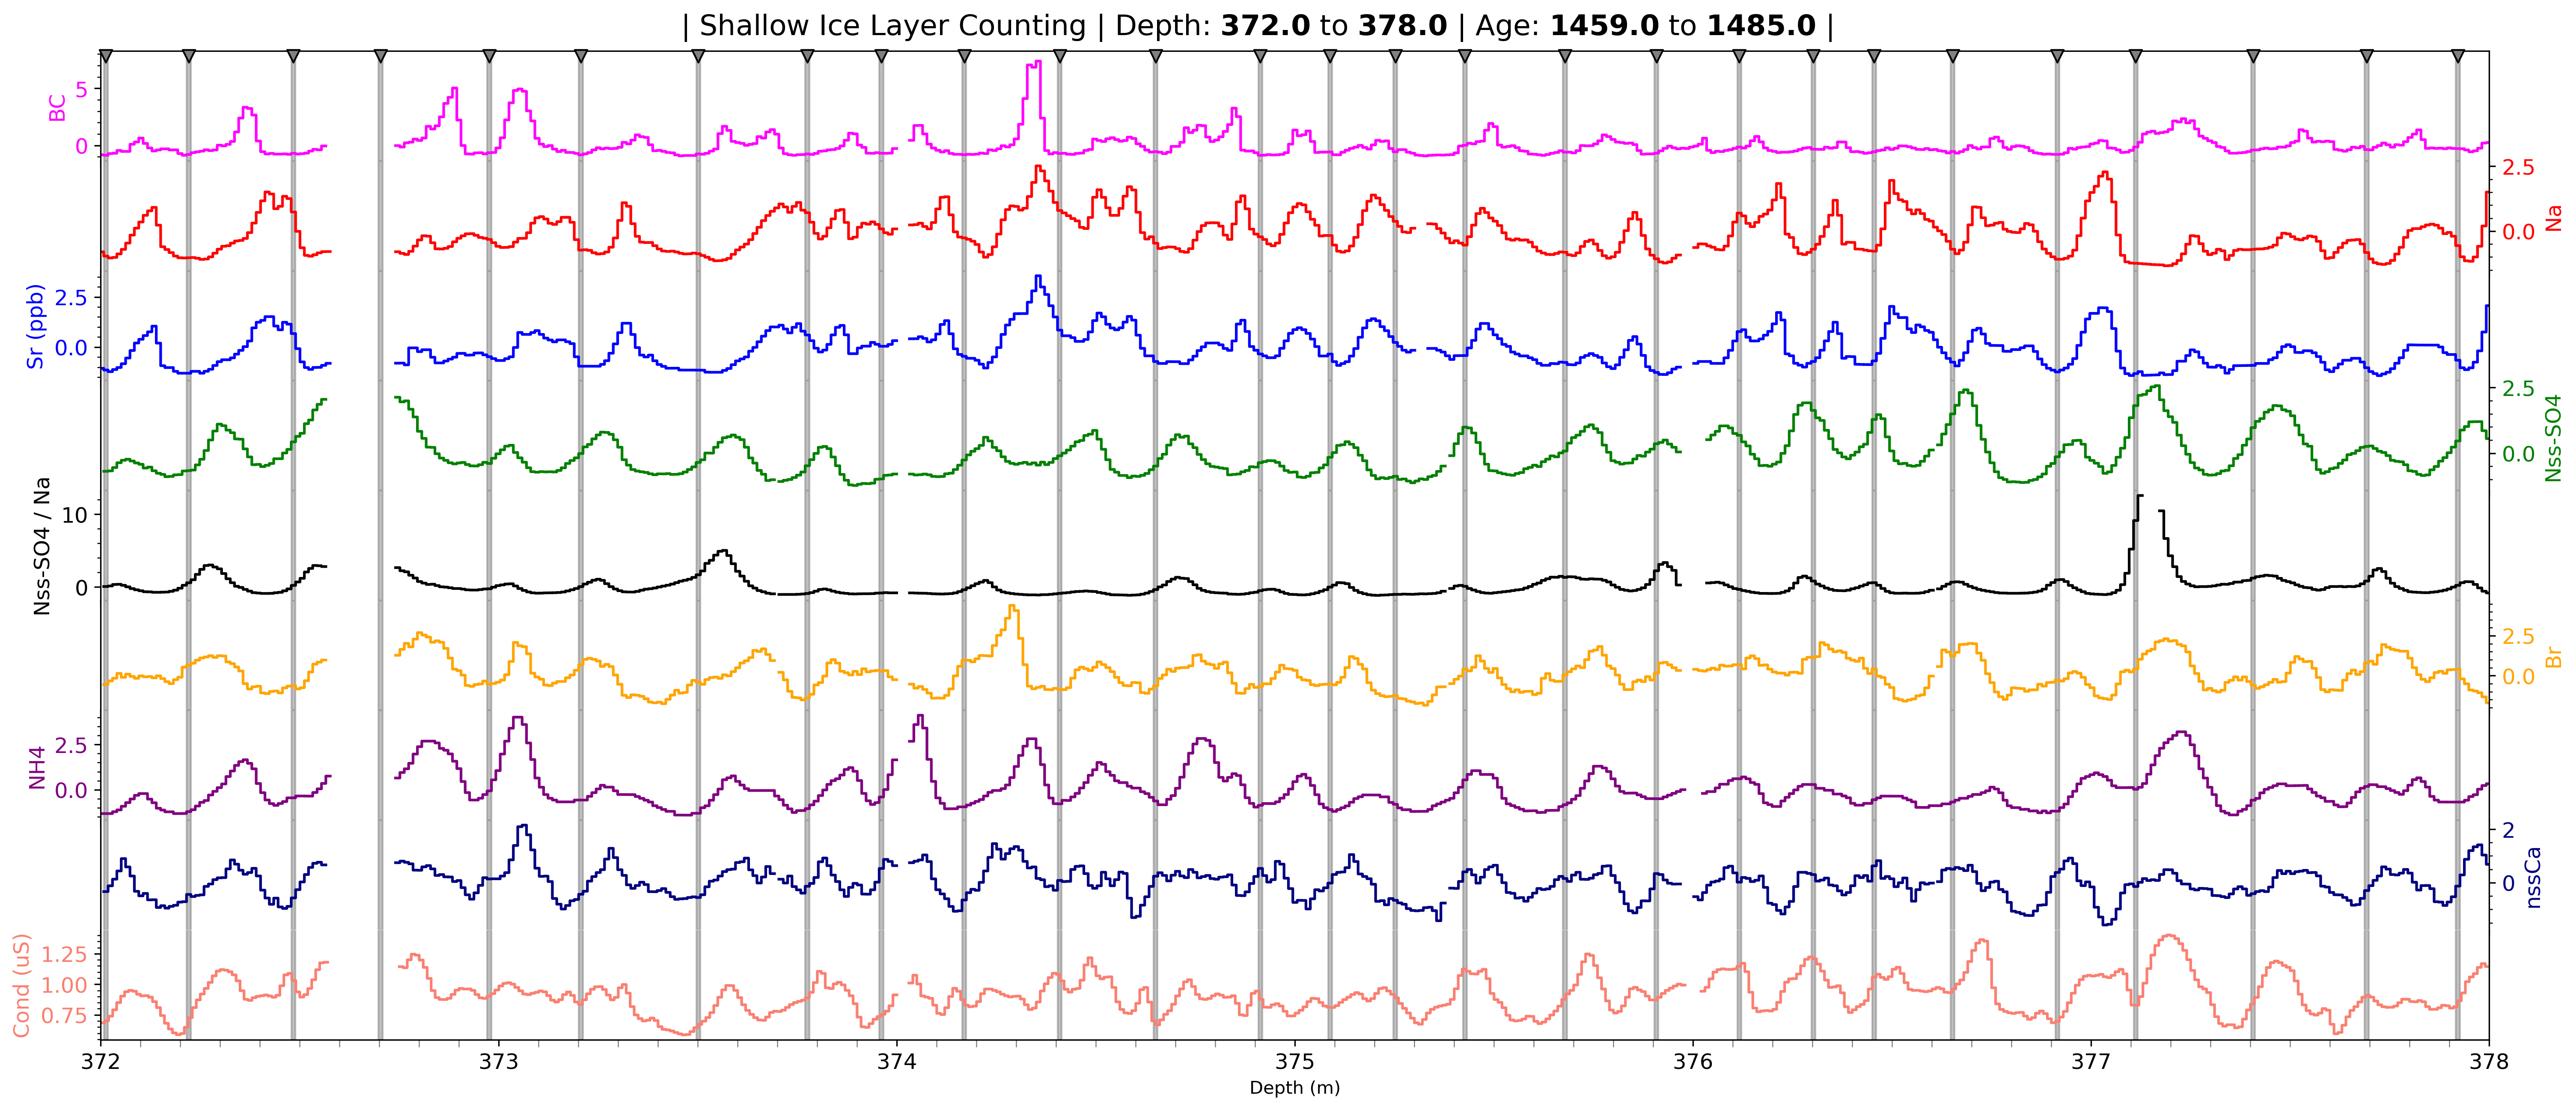 | Shallow Ice Layer Counting | Depth: 372.0 to 378.0 | Age: 1459.0 to 1485.0 |
BC
5
0
2.5
0.0
Na
Sr (ppb)
2.5
0.0
2.5
0.0
Nss-SO4
Nss-SO4 / Na
10
0
2.5
0.0
Br
NH4
2.5
0.0
2
0
nssCa
Cond (uS)
1.25
1.00
0.75
372 373 374 375 376 377 378
Depth (m)